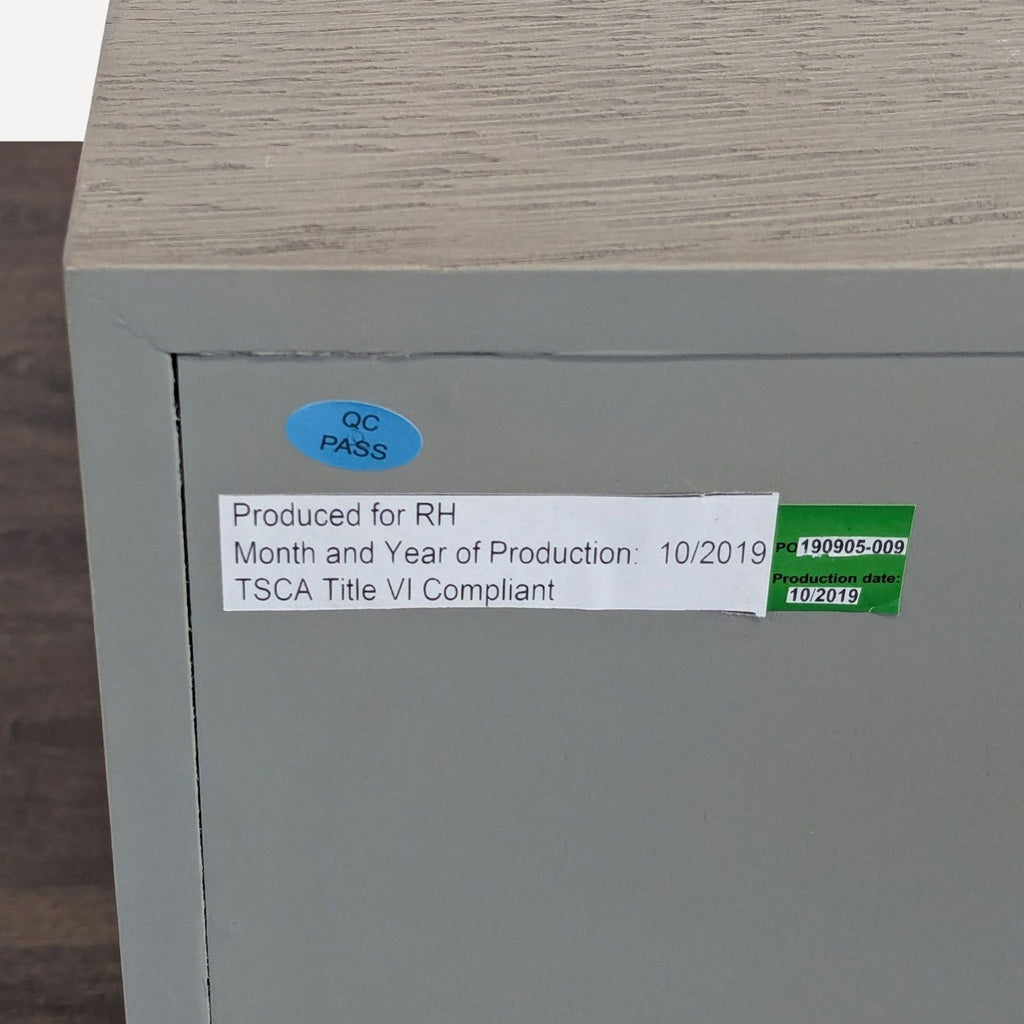 QC
PASS
Produced for RH
Month and Year of Production: 10/2019
TSCA Title VI Compliant
PO 190905-009
Production date:
10/2019